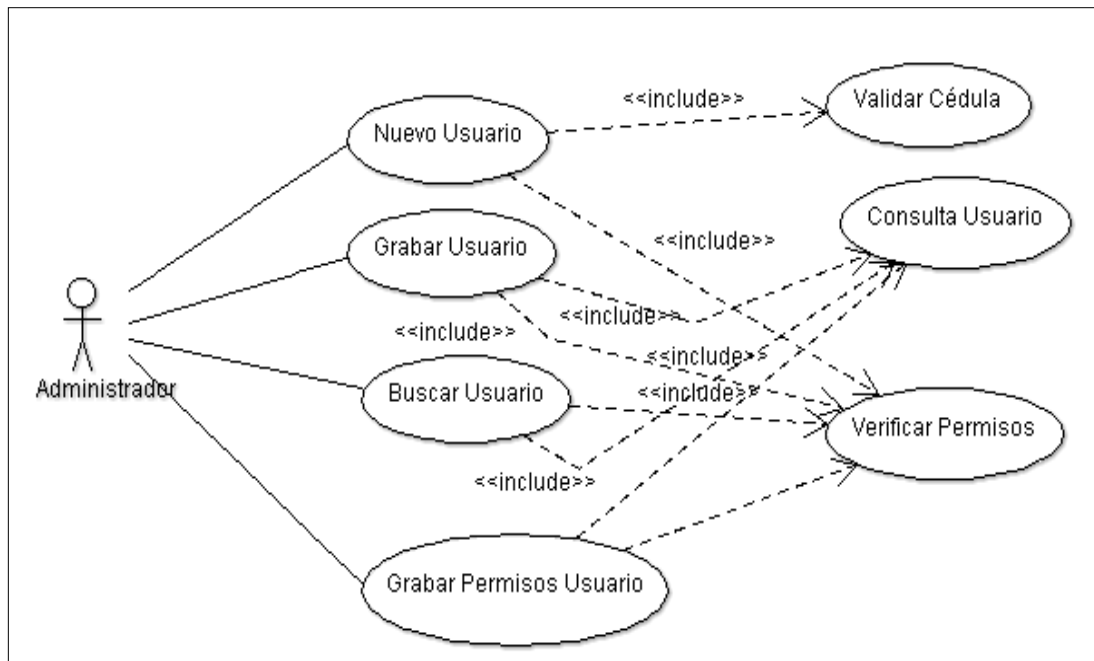 <<include>>
Validar Cédula
Nuevo Usuario
Consulta Usuario
Grabar Usuario
<<include>>
<<include>>
<<include>>
<<include>>
Administrador
Buscar Usuario
<<include>>
Verificar Permisos
<<include>>
Grabar Permisos Usuario